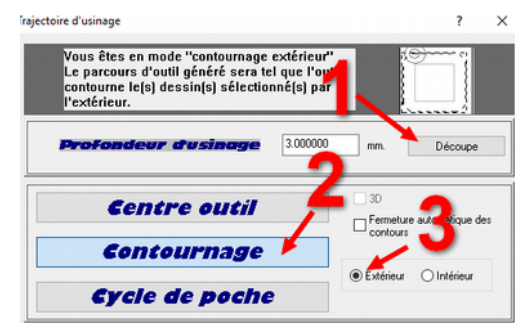 Trajectoire d'usinage ? X
Vous êtes en mode "contournage extérieur"
Le parcours d'outil généré sera tel que l'outil
contourne le(s) dessin(s) sélectionné(s) par
l'extérieur.
1
Profondeur d'usinage 3.000000 mm. Découpe
2
Centre outil
3D
Fermeture automatique des
contours
3
Contournage
Extérieur Intérieur
Cycle de poche